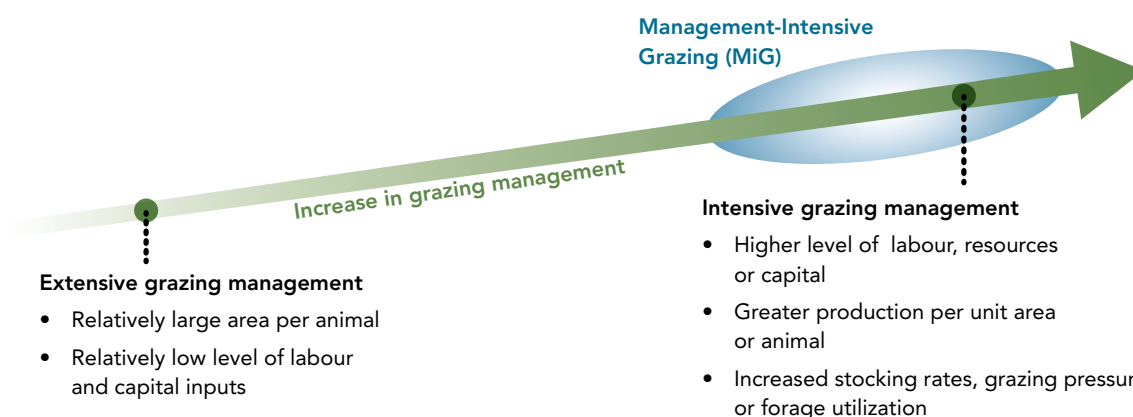 Management-Intensive
Grazing (MiG)
Increase in grazing management
Extensive grazing management
• Relatively large area per animal
• Relatively low level of labour
and capital inputs
Intensive grazing management
• Higher level of labour, resources
or capital
• Greater production per unit area
or animal
• Increased stocking rates, grazing pressur
or forage utilization